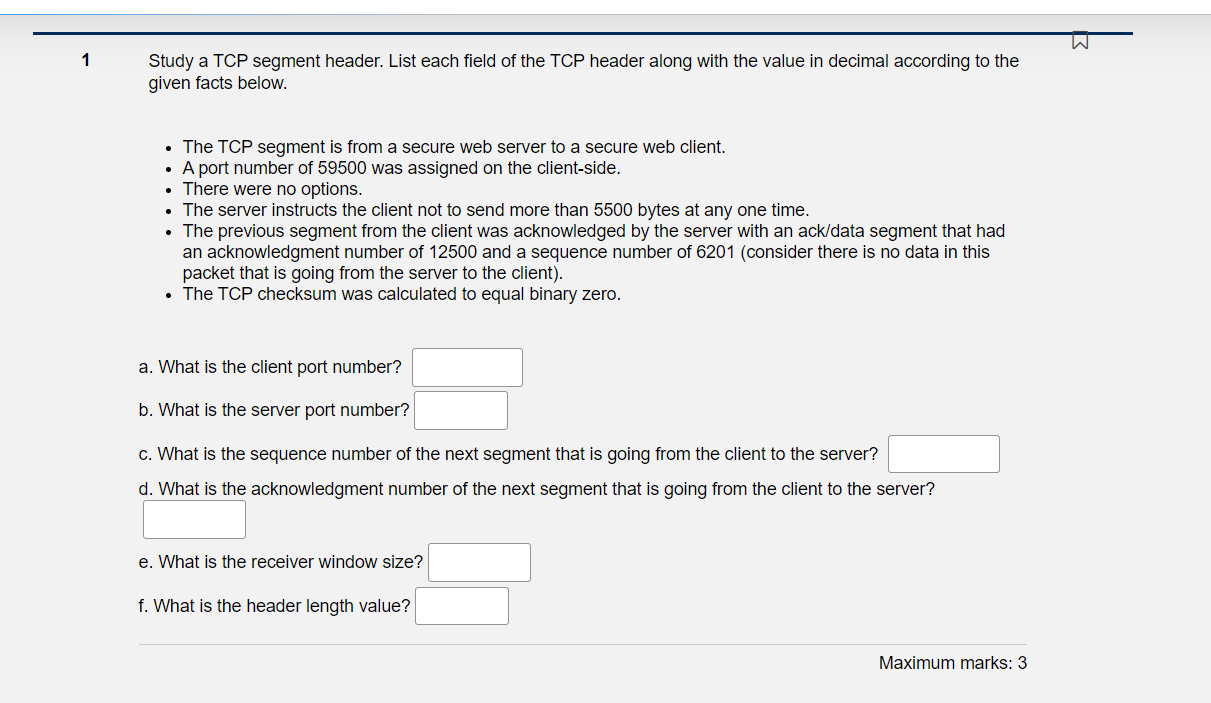 1
Study a TCP segment header. List each field of the TCP header along with the value in decimal according to the
given facts below.
• The TCP segment is from a secure web server to a secure web client.
• A port number of 59500 was assigned on the client-side.
• There were no options.
• The server instructs the client not to send more than 5500 bytes at any one time.
• The previous segment from the client was acknowledged by the server with an ack/data segment that had
an acknowledgment number of 12500 and a sequence number of 6201 (consider there is no data in this
packet that is going from the server to the client).
• The TCP checksum was calculated to equal binary zero.
a. What is the client port number?
b. What is the server port number?
c. What is the sequence number of the next segment that is going from the client to the server?
d. What is the acknowledgment number of the next segment that is going from the client to the server?
e. What is the receiver window size?
f. What is the header length value?
Maximum marks: 3